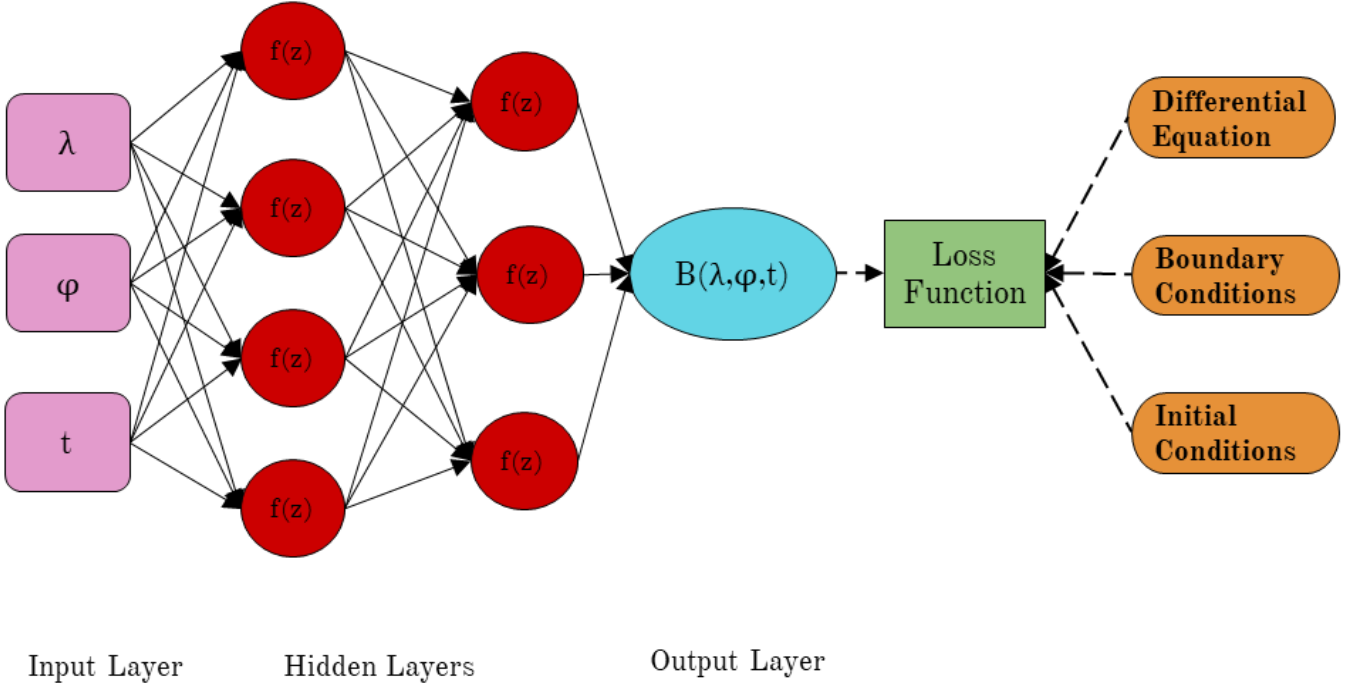 λ
φ
t
f(z)
f(z)
f(z)
f(z)
f(z)
f(z)
f(z)
B(λ,φ,t)
Loss
Function
Differential
Equation
Boundary
Conditions
Initial
Conditions
Input Layer
Hidden Layers
Output Layer